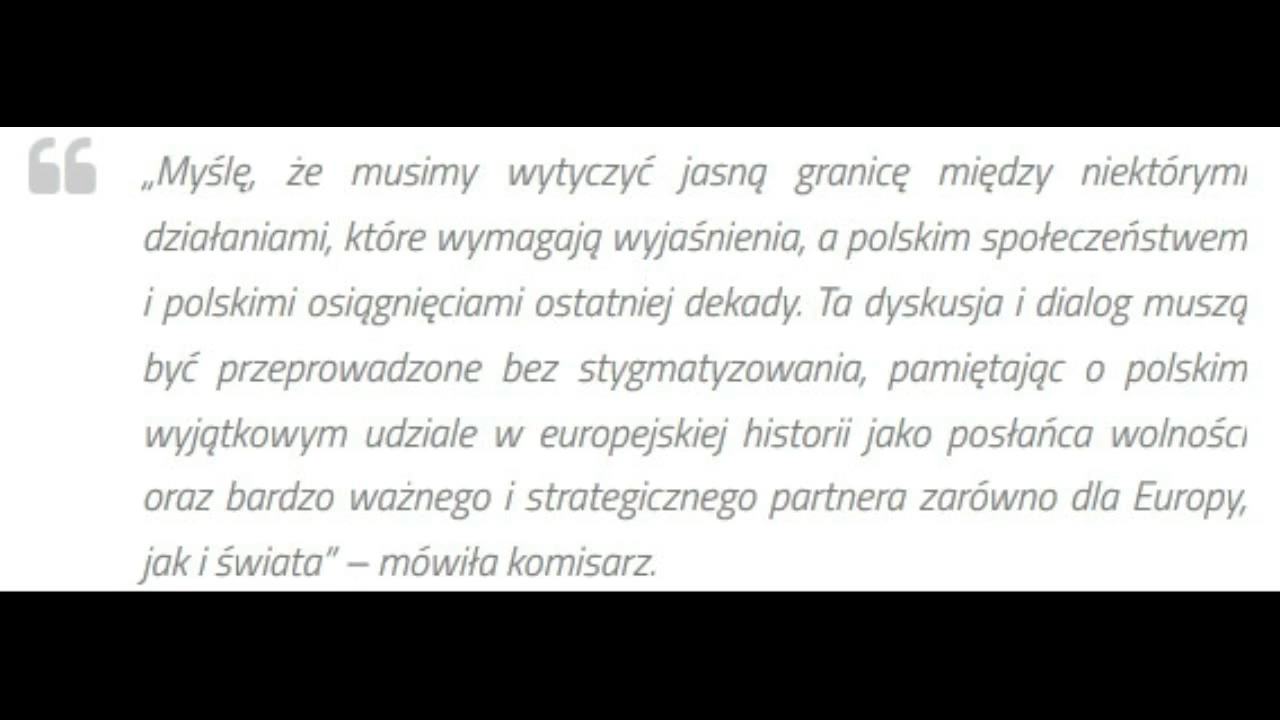 „Myślę, że musimy wytyczyć jasną granicę między niektórymi
działaniami, które wymagają wyjaśnienia, a polskim społeczeństwem
i polskimi osiągnięciami ostatniej dekady. Ta dyskusja i dialog muszą
być przeprowadzone bez stygmatyzowania, pamiętając o polskim
wyjątkowym udziale w europejskiej historii jako posłańca wolności
oraz bardzo ważnego i strategicznego partnera zarówno dla Europy,
jak i świata” – mówiła komisarz.